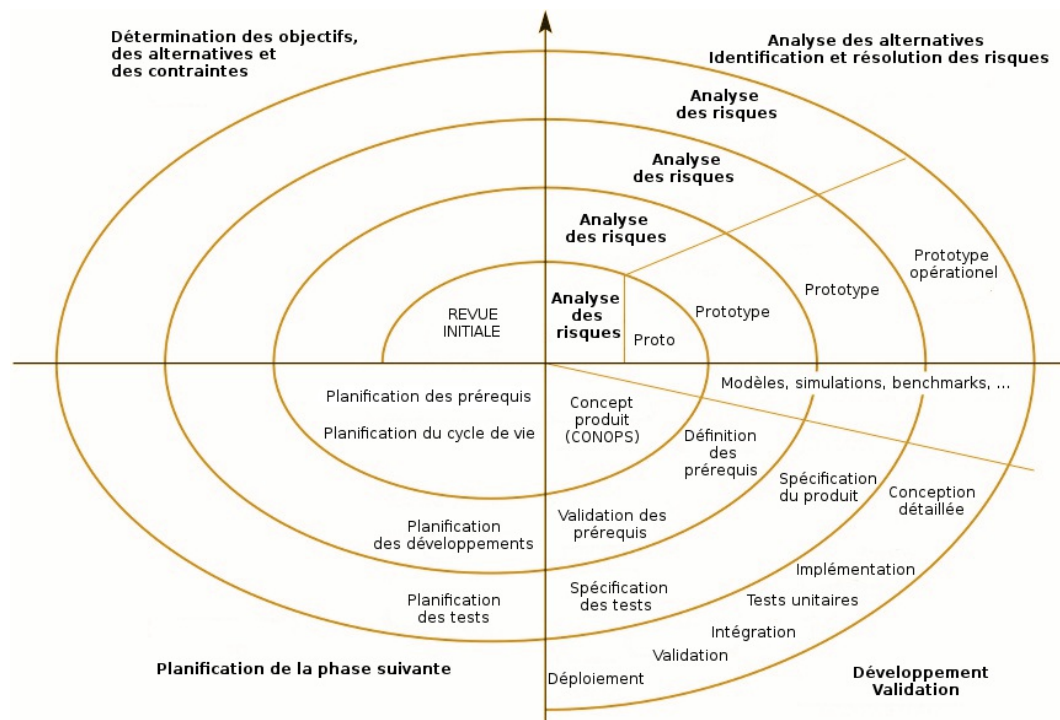 Détermination des objectifs,
des alternatives et
des contraintes
Analyse des alternatives
Identification et résolution des risques
Analyse
des risques
Analyse
des risques
Analyse
des risques
Analyse
des
risques
REVUE
INITIALE
Proto
Prototype
Prototype
Prototype
opérationel
Modèles, simulations, benchmarks, ...
Planification des prérequis
Planification du cycle de vie
Concept
produit
(CONOPS)
Définition
des
prérequis
Spécification
du produit
Conception
détaillée
Planification
des développements
Validation des
prérequis
Planification
des tests
Spécification
des tests
Implémentation
Tests unitaires
Intégration
Validation
Déploiement
Planification de la phase suivante
Développement
Validation